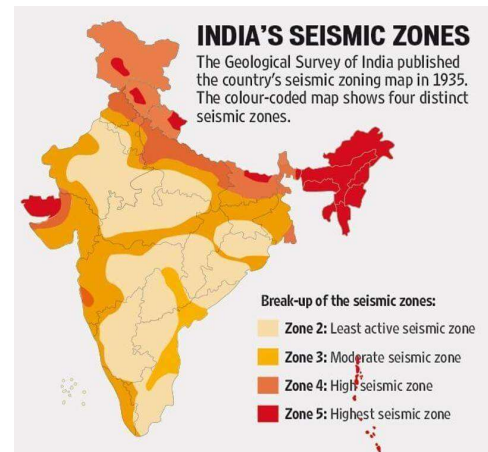 INDIA'S SEISMIC ZONES
The Geological Survey of India published
the country's seismic zoning map in 1935.
The colour-coded map shows four distinct
seismic zones.
Break-up of the seismic zones:
Zone 2: Least active seismic zone
Zone 3: Moderate seismic zone
Zone 4: High seismic zone
Zone 5: Highest seismic zone